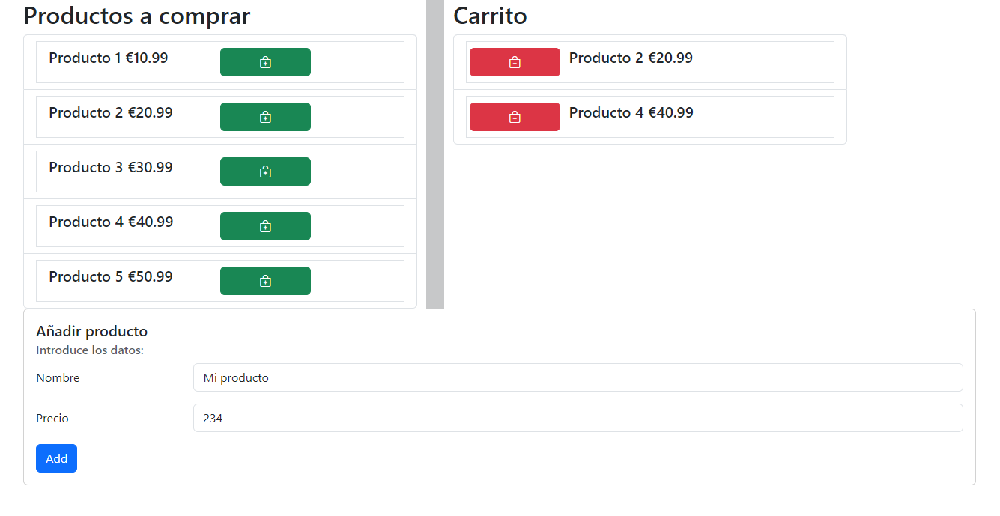 Productos a comprar
Producto 1 €10.99
Producto 2 €20.99
Producto 3 €30.99
Producto 4 €40.99
Producto 5 €50.99
Carrito
Producto 2 €20.99
Producto 4 €40.99
Añadir producto
Introduce los datos:
Nombre
Mi producto
Precio
234
Add